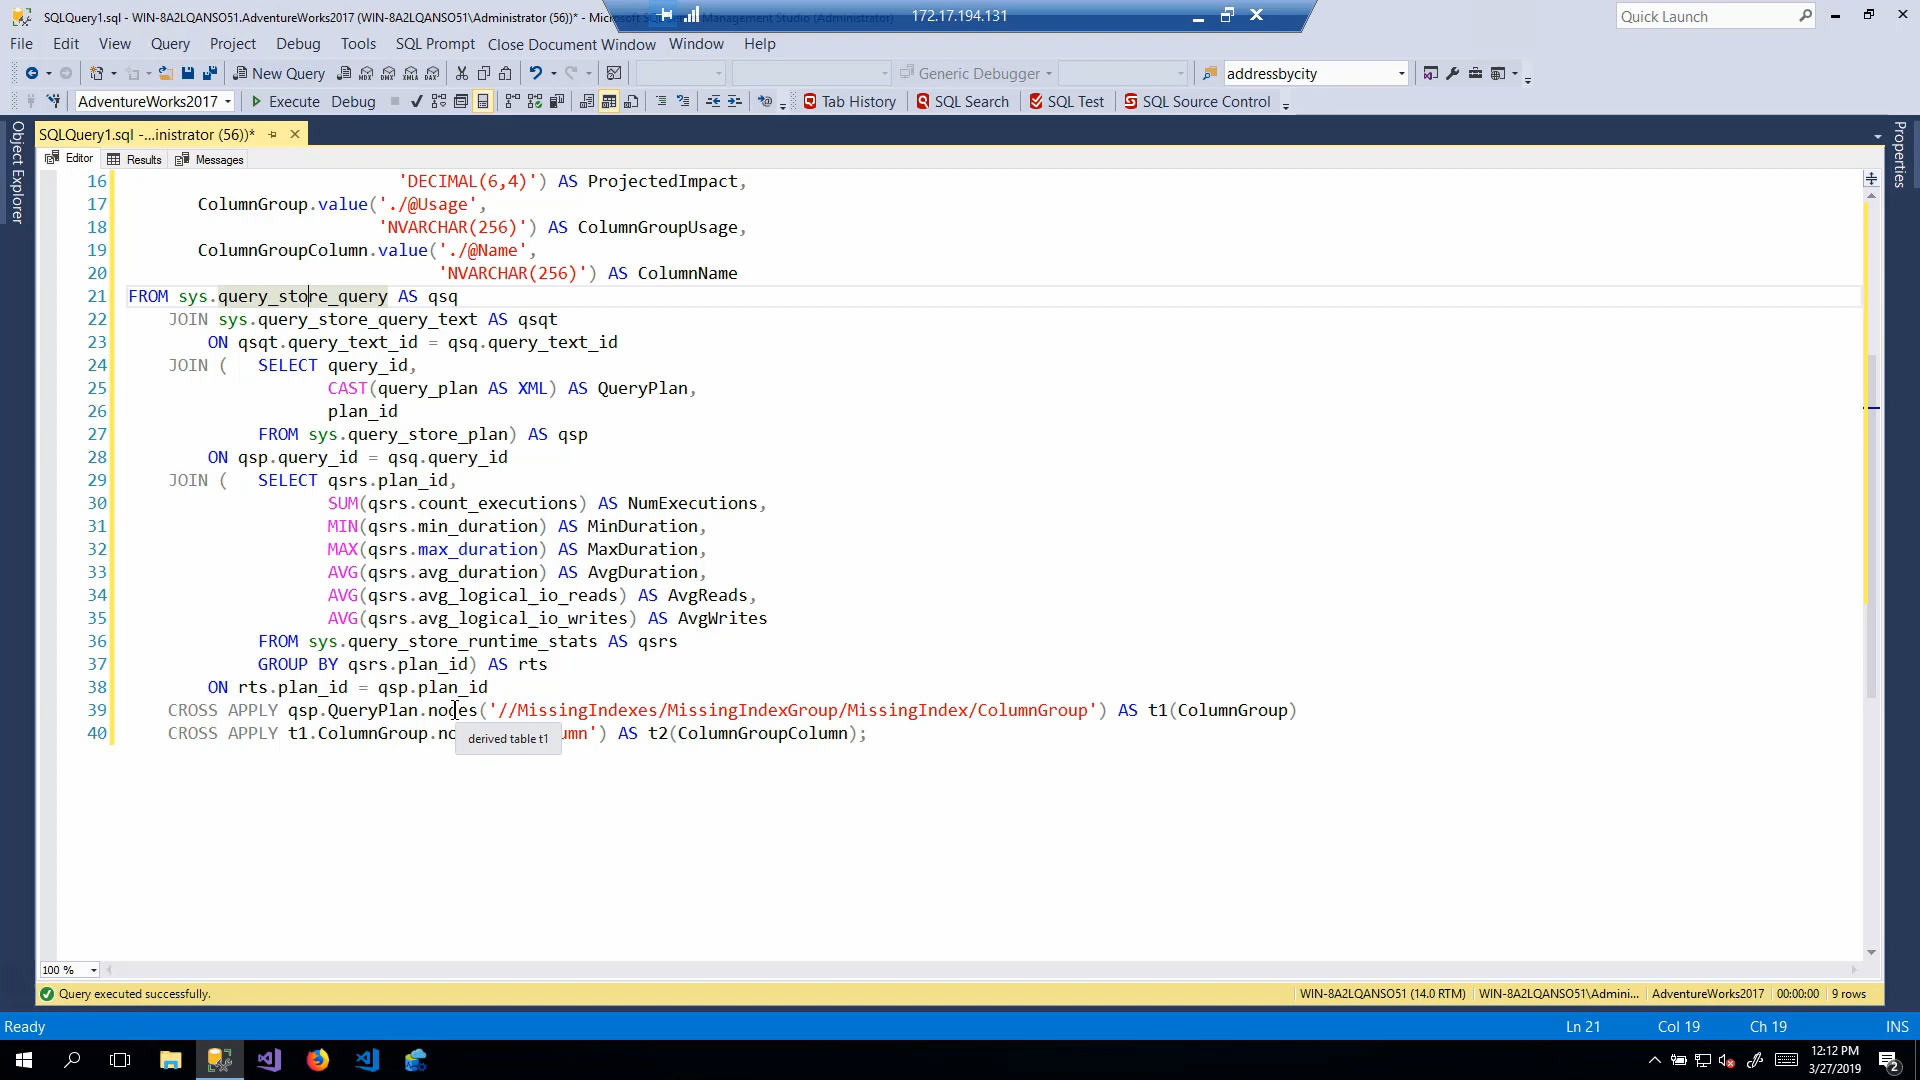 SQLQuery1.sql - WIN-8A2LQANSO51.AdventureWorks2017 (WIN-8A2LQANSO51\Administrator (56))* - Microsoft SQL Server Management Studio (Administrator)
172.17.194.131
Quick Launch
File Edit View Query Project Debug Tools SQL Prompt Close Document Window Window Help
New Query
Generic Debugger
addressbycity
AdventureWorks2017
Execute Debug
Tab History SQL Search SQL Test SQL Source Control
Object Explorer
SQLQuery1.sql -...inistrator (56))*
Properties
Editor Results Messages
16 'DECIMAL(6,4)') AS ProjectedImpact,
17 ColumnGroup.value('./@Usage',
18 'NVARCHAR(256)') AS ColumnGroupUsage,
19 ColumnGroupColumn.value('./@Name',
20 'NVARCHAR(256)') AS ColumnName
21 FROM sys.query_store_query AS qsq
22 JOIN sys.query_store_query_text AS qsqt
23 ON qsqt.query_text_id = qsq.query_text_id
24 JOIN ( SELECT query_id,
25 CAST(query_plan AS XML) AS QueryPlan,
26 plan_id
27 FROM sys.query_store_plan) AS qsp
28 ON qsp.query_id = qsq.query_id
29 JOIN ( SELECT qsrs.plan_id,
30 SUM(qsrs.count_executions) AS NumExecutions,
31 MIN(qsrs.min_duration) AS MinDuration,
32 MAX(qsrs.max_duration) AS MaxDuration,
33 AVG(qsrs.avg_duration) AS AvgDuration,
34 AVG(qsrs.avg_logical_io_reads) AS AvgReads,
35 AVG(qsrs.avg_logical_io_writes) AS AvgWrites
36 FROM sys.query_store_runtime_stats AS qsrs
37 GROUP BY qsrs.plan_id) AS rts
38 ON rts.plan_id = qsp.plan_id
39 CROSS APPLY qsp.QueryPlan.nodes('//MissingIndexes/MissingIndexGroup/MissingIndex/ColumnGroup') AS t1(ColumnGroup)
40 CROSS APPLY t1.ColumnGroup.no umn') AS t2(ColumnGroupColumn);
derived table t1
100 %
Query executed successfully.
WIN-8A2LQANSO51 (14.0 RTM) WIN-8A2LQANSO51\Admini... AdventureWorks2017 00:00:00 9 rows
Ready
Ln 21 Col 19 Ch 19 INS
12:12 PM
3/27/2019
2